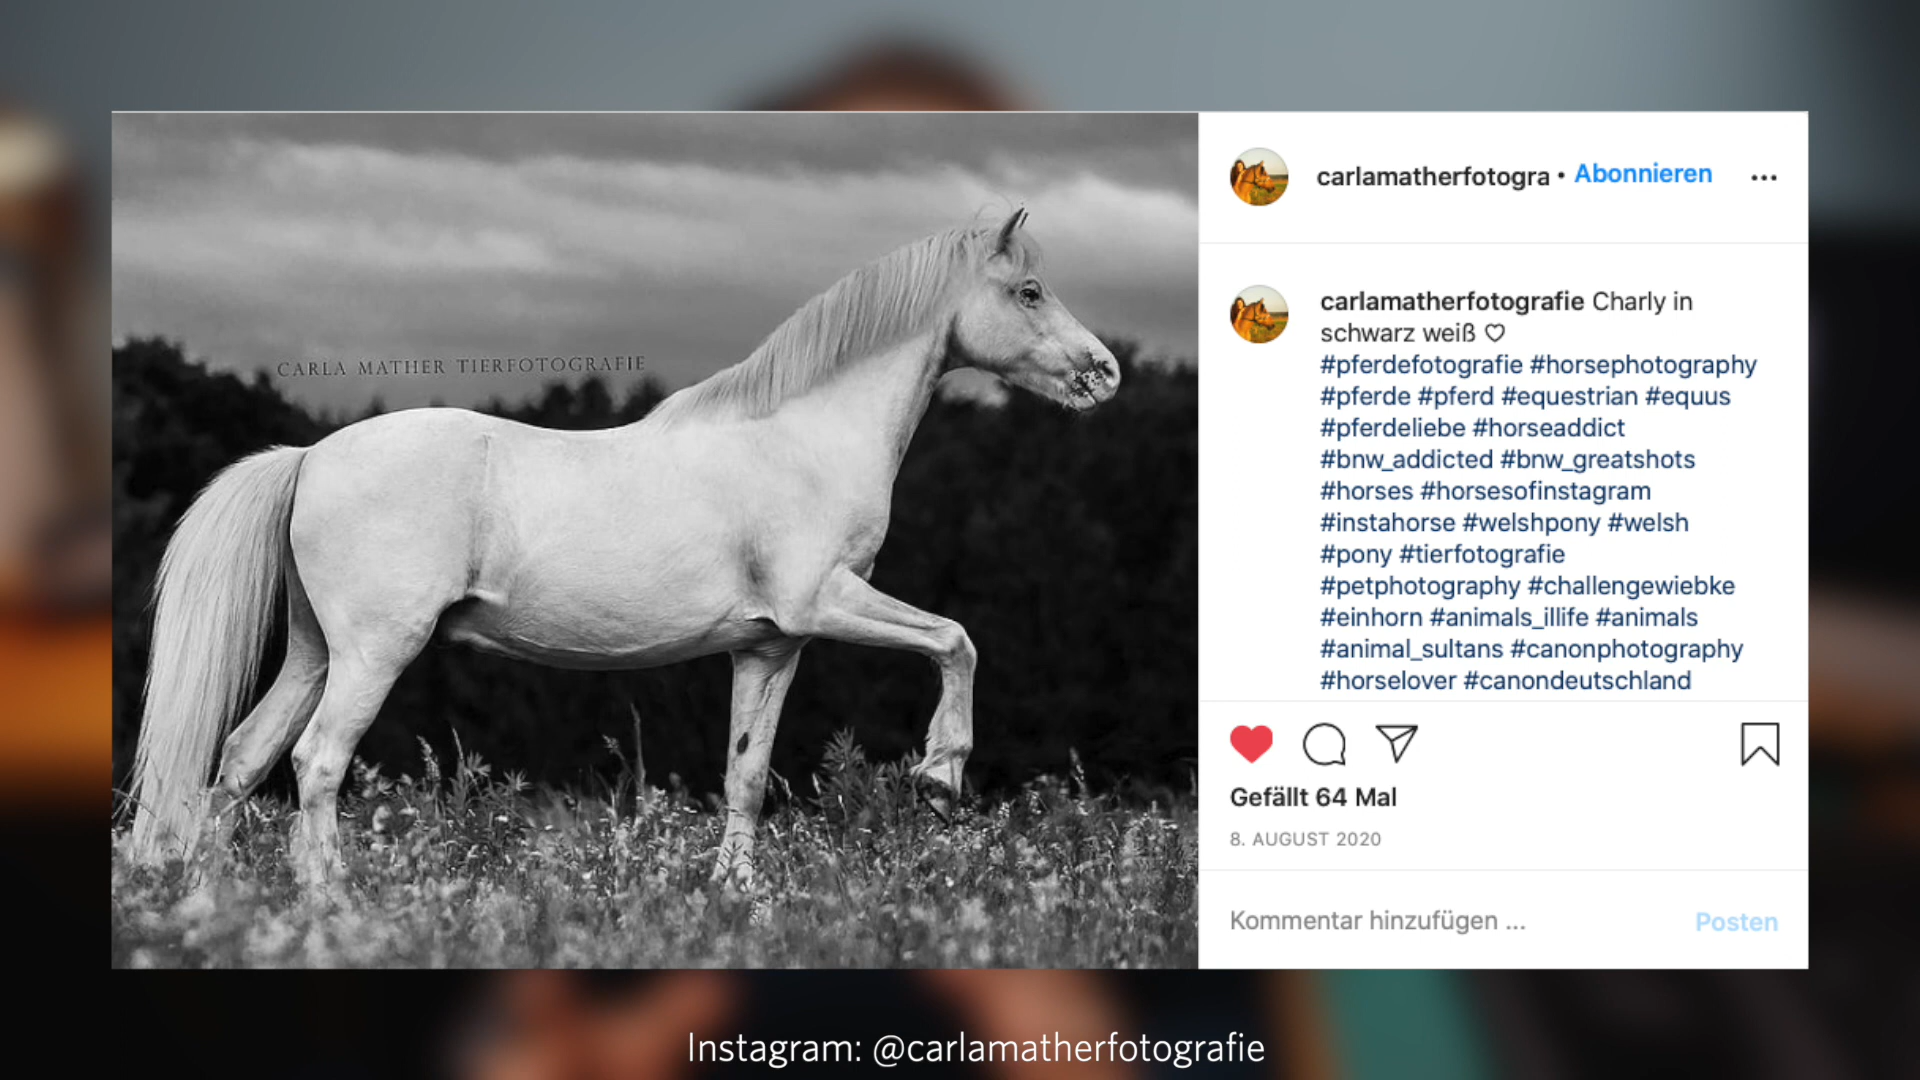 CARLA MATHER TIERFOTOGRAFIE
carlamatherfotogra • Abonnieren ...
carlamatherfotografie Charly in
schwarz weiß ♡
#pferdefotografie #horsephotography
#pferde #pferd #equestrian #equus
#pferdeliebe #horseaddict
#bnw_addicted #bnw_greatshots
#horses #horsesofinstagram
#instahorse #welshpony #welsh
#pony #tierfotografie
#petphotography #challengewiebke
#einhorn #animals_illife #animals
#animal_sultans #canonphotography
#horselover #canondeutschland
Gefällt 64 Mal
8. AUGUST 2020
Kommentar hinzufügen ... Posten
Instagram: @carlamatherfotografie